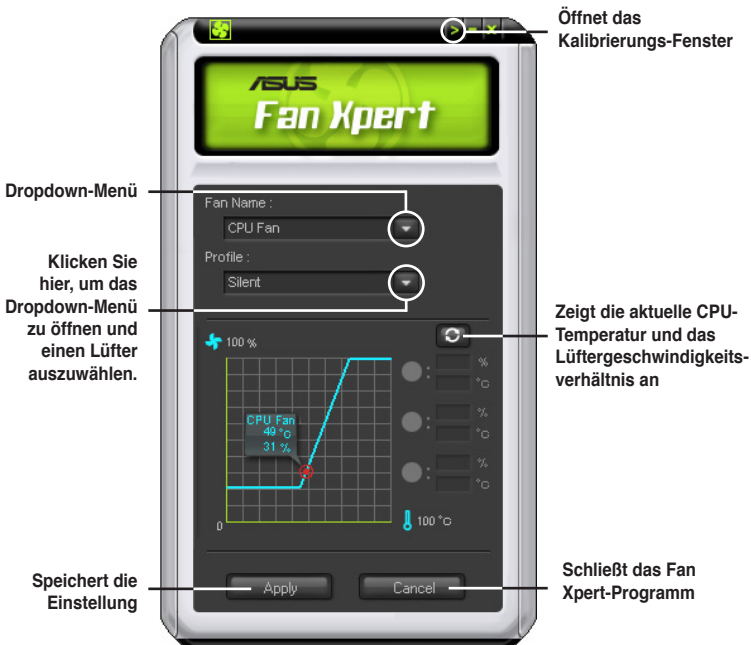 Öffnet das
Kalibrierungs-Fenster
/ISUS
Fan Xpert
Dropdown-Menü
Fan Name :
CPU Fan
Profile :
Silent
Klicken Sie
hier, um das
Dropdown-Menü
zu öffnen und
einen Lüfter
auszuwählen.
Zeigt die aktuelle CPU-
Temperatur und das
Lüftergeschwindigkeits-
verhältnis an
100 %
: %
°C
: %
°C
: %
°C
CPU Fan
49 °C
31 %
0
100 °C
Speichert die
Einstellung
Apply
Cancel
Schließt das Fan
Xpert-Programm